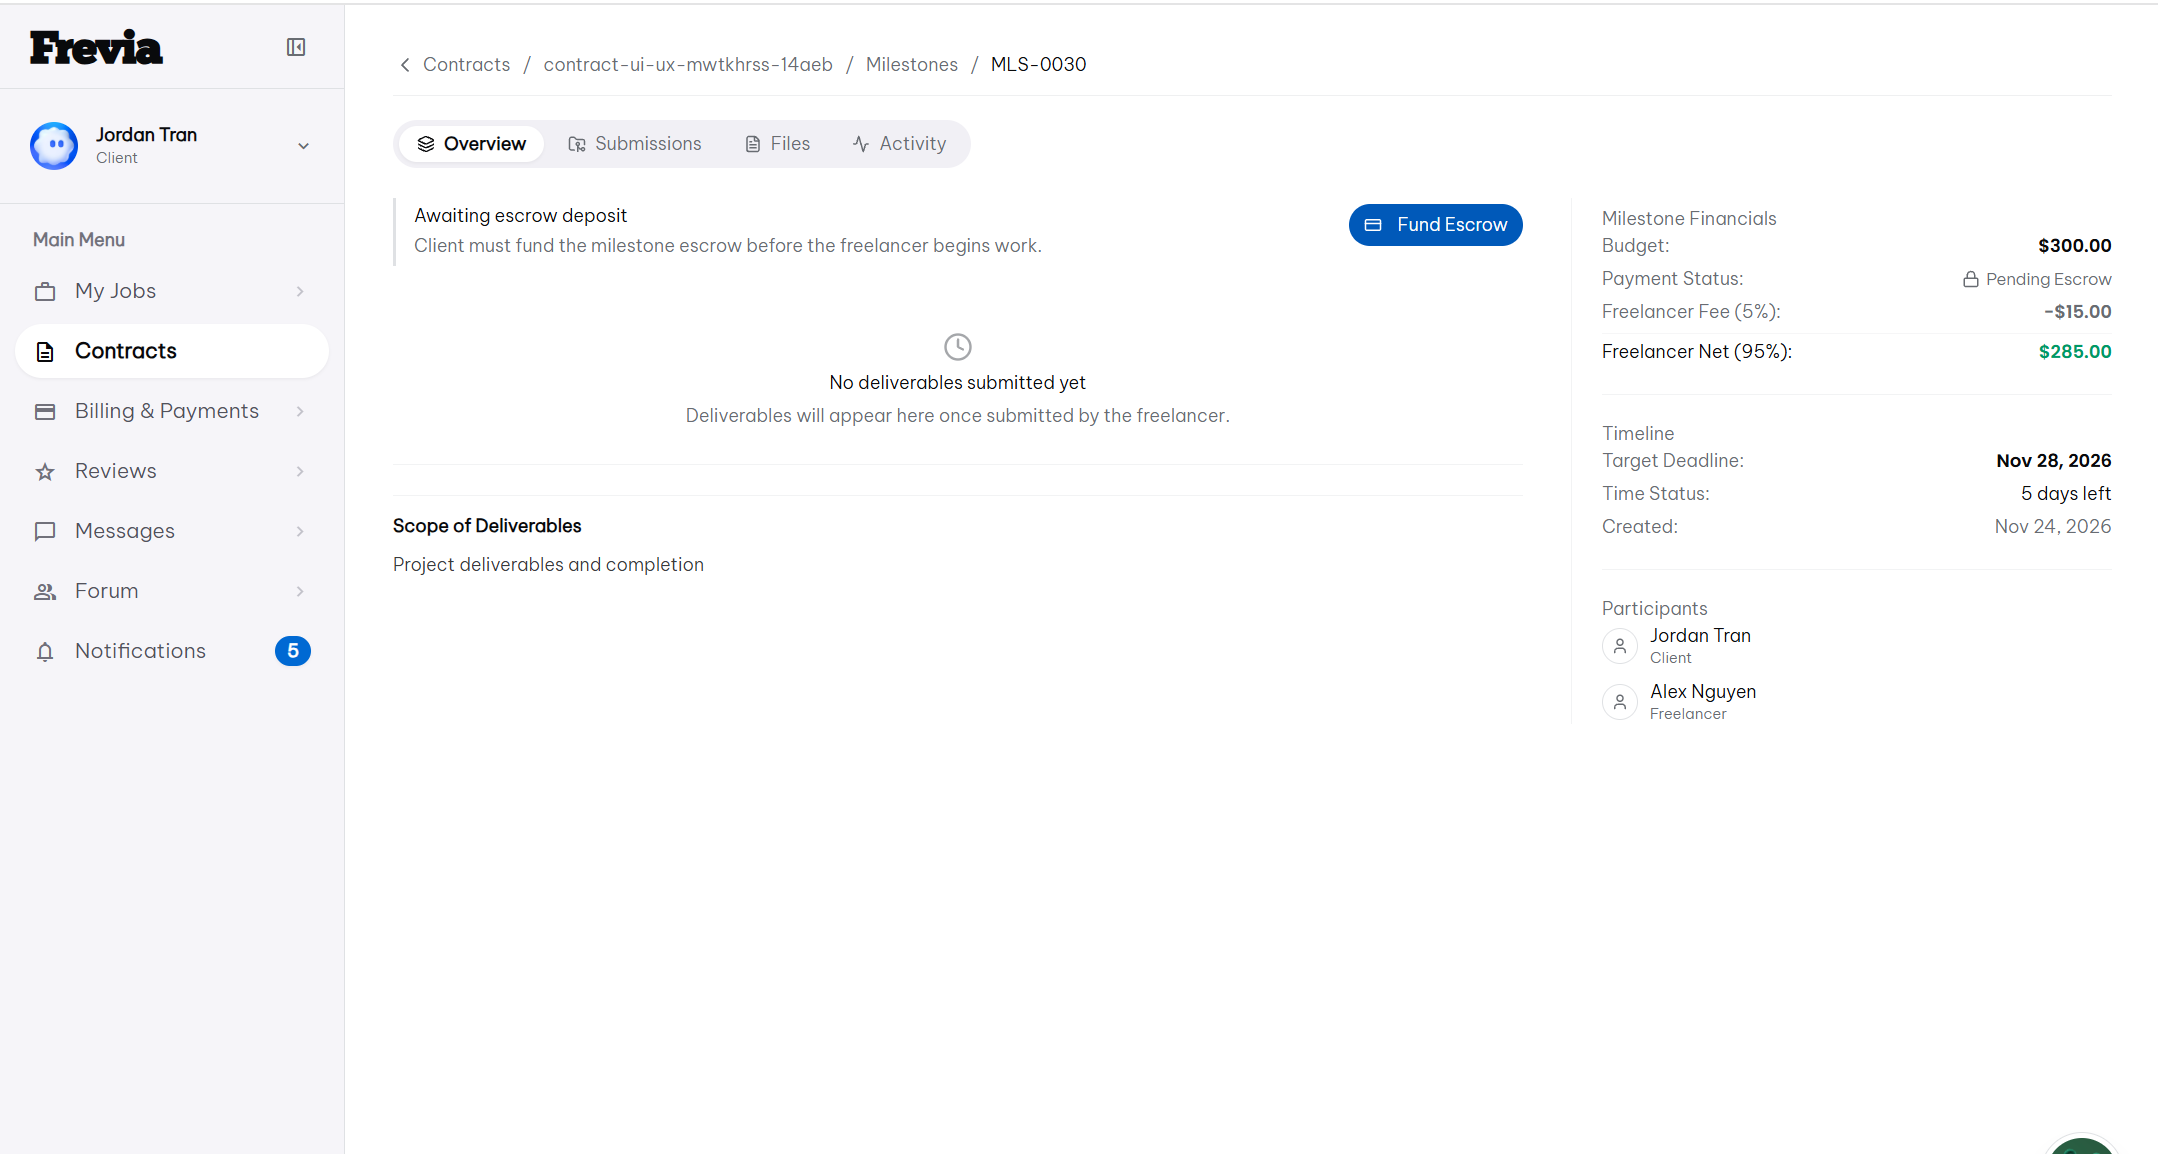 Frevia
Jordan Tran
Client
Main Menu
My Jobs
Contracts
Billing & Payments
Reviews
Messages
Forum
Notifications 5
Contracts / contract-ui-ux-mwtkhrss-14aeb / Milestones / MLS-0030
Overview Submissions Files Activity
Awaiting escrow deposit
Client must fund the milestone escrow before the freelancer begins work.
Fund Escrow
No deliverables submitted yet
Deliverables will appear here once submitted by the freelancer.
Scope of Deliverables
Project deliverables and completion
Milestone Financials
Budget: $300.00
Payment Status: Pending Escrow
Freelancer Fee (5%): -$15.00
Freelancer Net (95%): $285.00
Timeline
Target Deadline: Nov 28, 2026
Time Status: 5 days left
Created: Nov 24, 2026
Participants
Jordan Tran
Client
Alex Nguyen
Freelancer